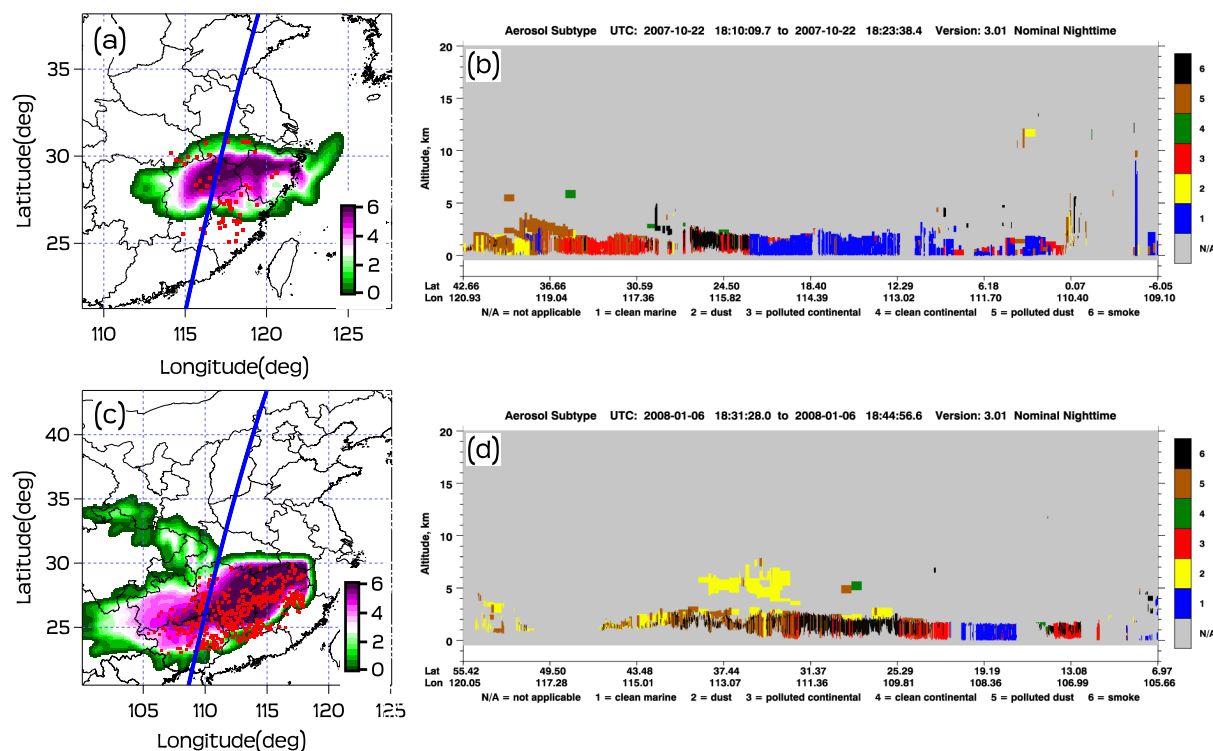 (a)
Latitude(deg)
35
30
25
6
4
2
0
110
115
120
125
Longitude(deg)
Aerosol Subtype UTC: 2007-10-22 18:10:09.7 to 2007-10-22 18:23:38.4 Version: 3.01 Nominal Nighttime
(b)
Altitude, km
20
15
10
5
0
6
5
4
3
2
1
N/A
Lat 42.66 36.66 30.59 24.50 18.40 12.29 6.18 0.07 -6.05
Lon 120.93 119.04 117.36 115.82 114.39 113.02 111.70 110.40 109.10
N/A = not applicable 1 = clean marine 2 = dust 3 = polluted continental 4 = clean continental 5 = polluted dust 6 = smoke
(c)
Latitude(deg)
40
35
30
25
6
4
2
0
105
110
115
120
125
Longitude(deg)
Aerosol Subtype UTC: 2008-01-06 18:31:28.0 to 2008-01-06 18:44:56.6 Version: 3.01 Nominal Nighttime
(d)
Altitude, km
20
15
10
5
0
6
5
4
3
2
1
N/A
Lat 55.42 49.50 43.48 37.44 31.37 25.29 19.19 13.08 6.97
Lon 120.05 117.28 115.01 113.07 111.36 109.81 108.36 106.99 105.66
N/A = not applicable 1 = clean marine 2 = dust 3 = polluted continental 4 = clean continental 5 = polluted dust 6 = smoke